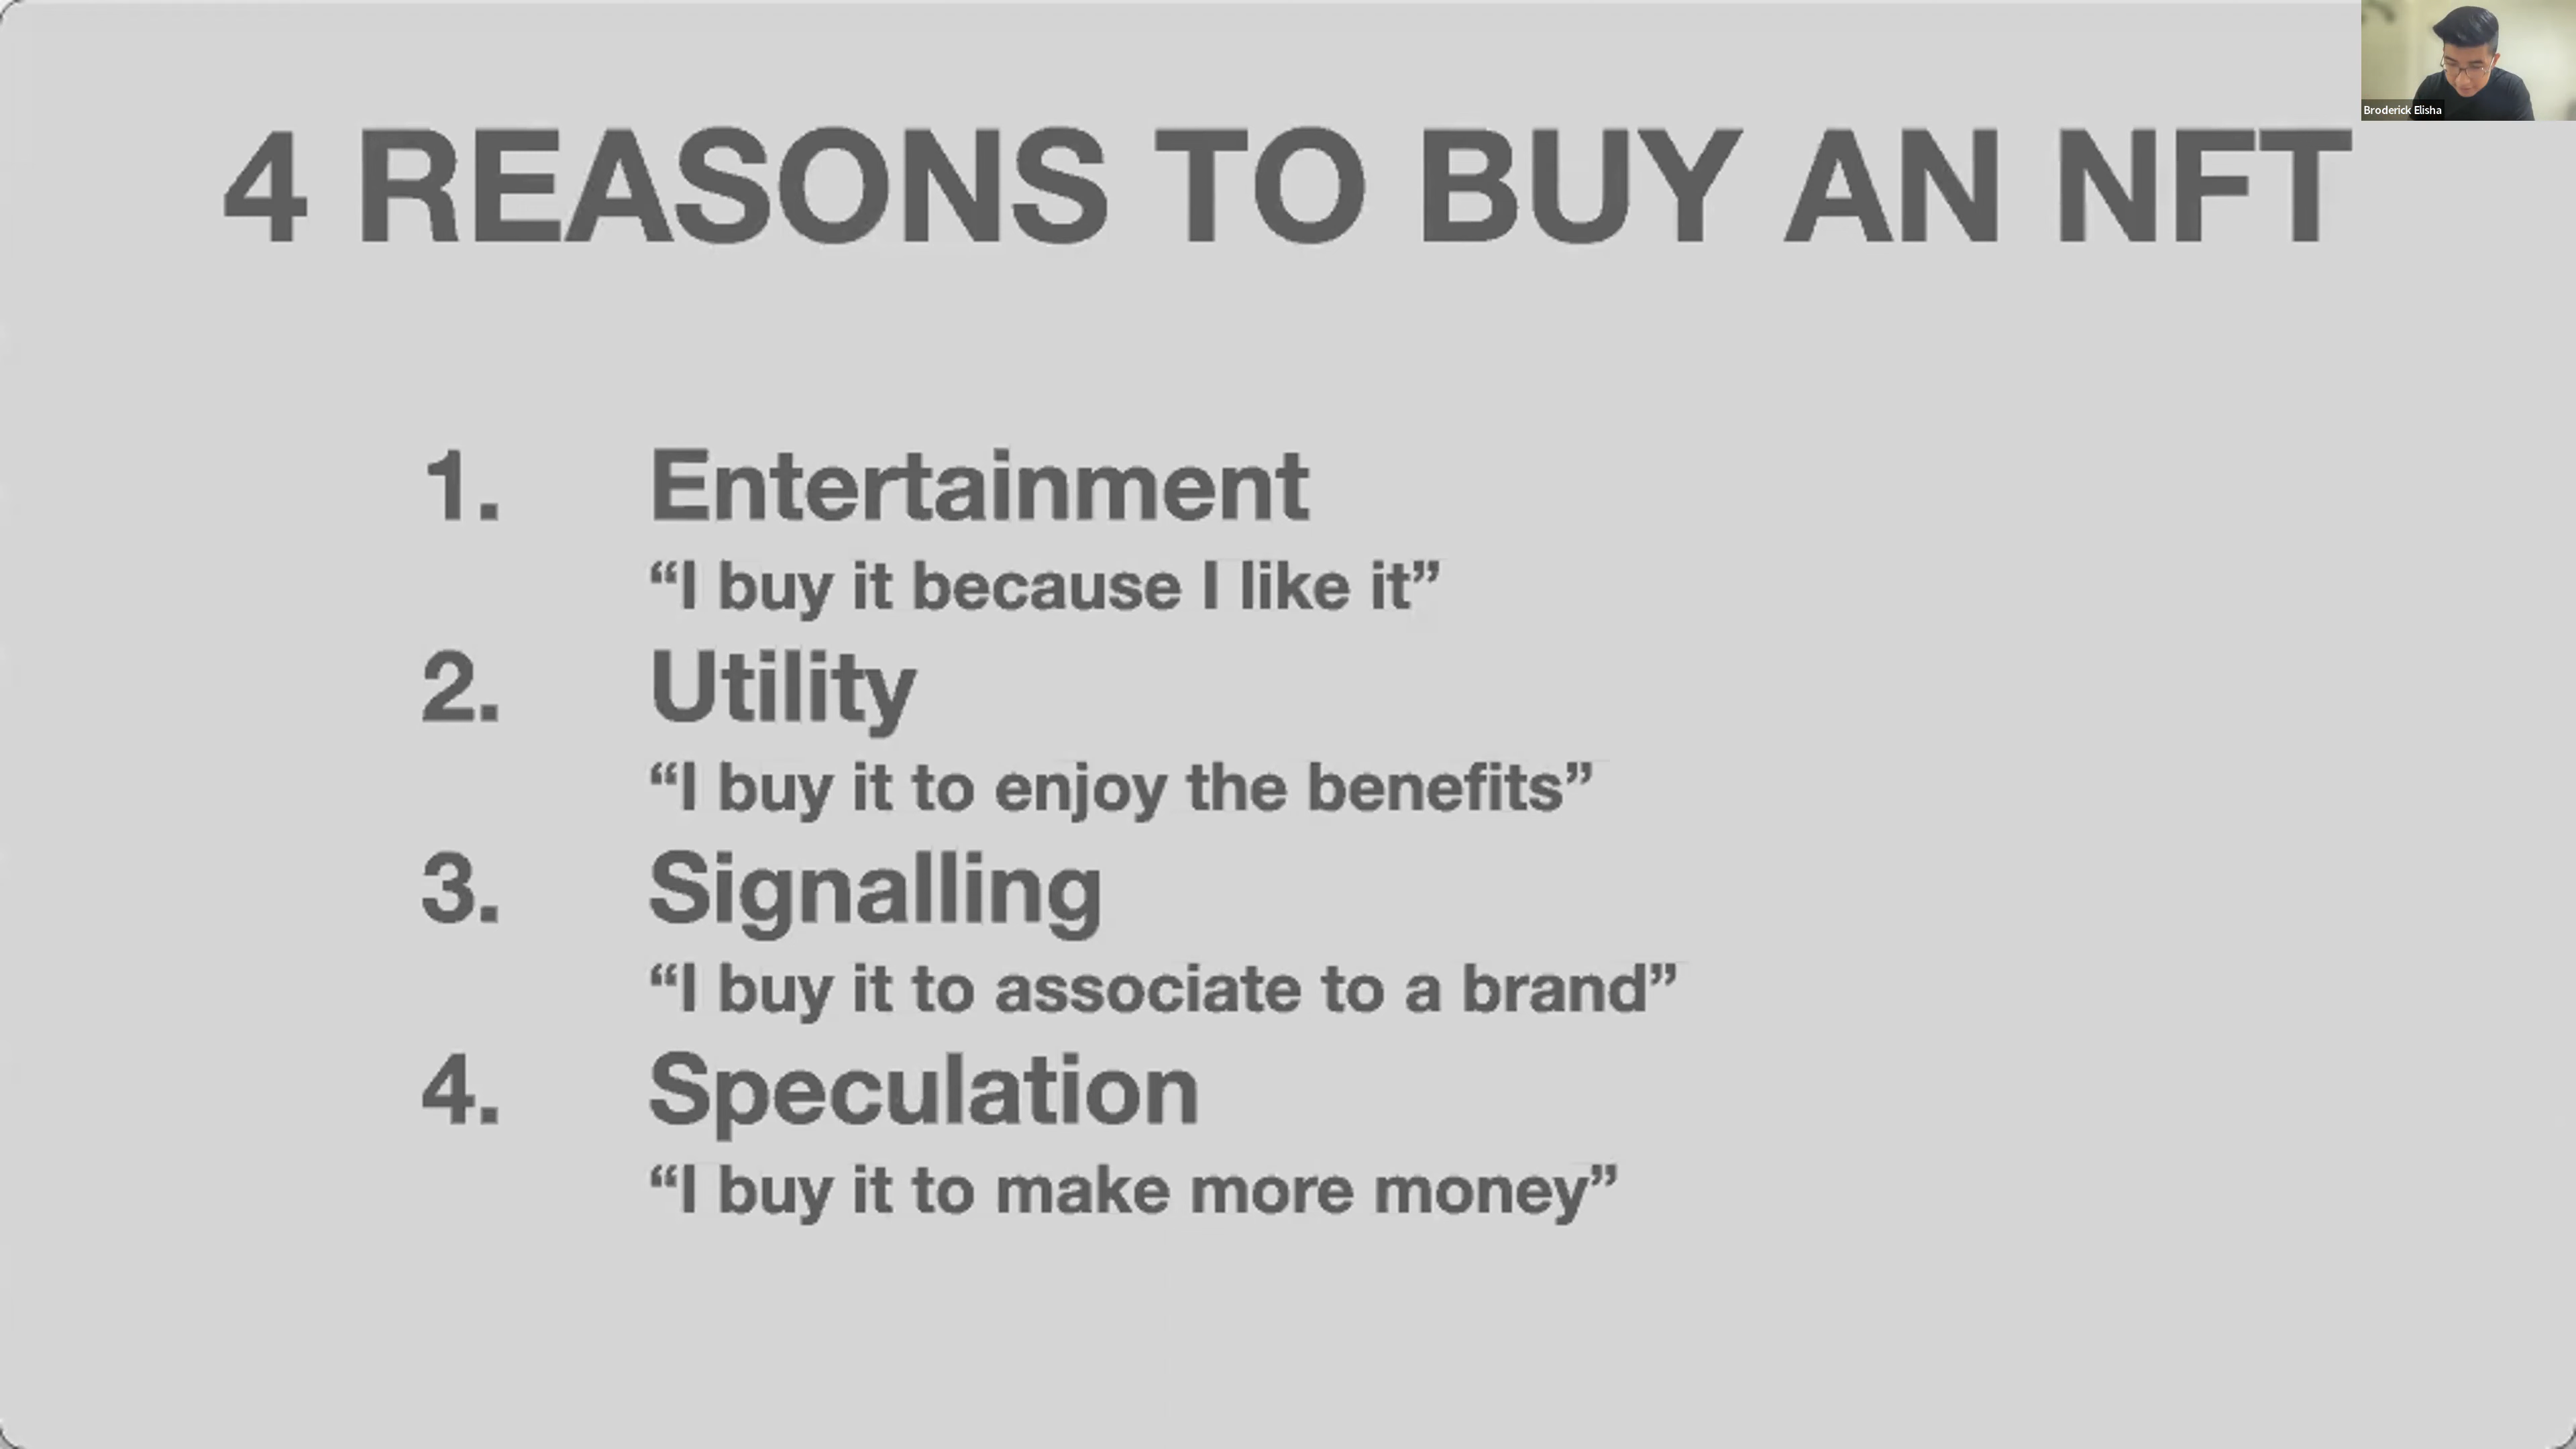 4 REASONS TO BUY AN NFT
Broderick Elisha
1. Entertainment
“I buy it because I like it”
2. Utility
“I buy it to enjoy the benefits”
3. Signalling
“I buy it to associate to a brand”
4. Speculation
“I buy it to make more money”